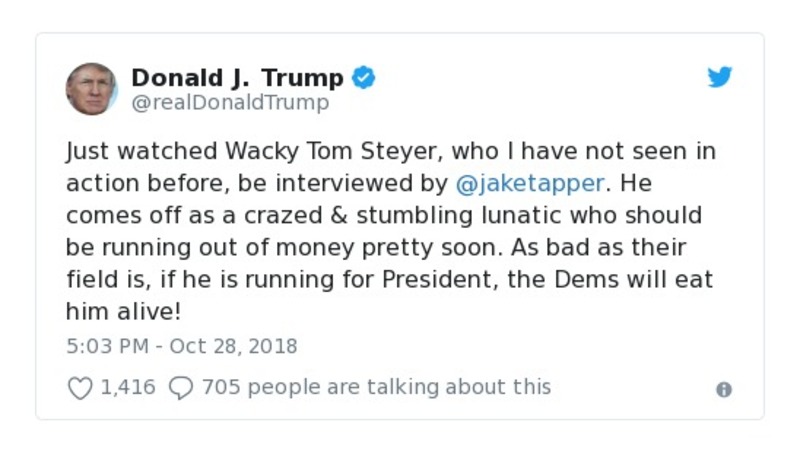 Donald J. Trump
@realDonaldTrump
Just watched Wacky Tom Steyer, who I have not seen in
action before, be interviewed by @jaketapper. He
comes off as a crazed & stumbling lunatic who should
be running out of money pretty soon. As bad as their
field is, if he is running for President, the Dems will eat
him alive!
5:03 PM - Oct 28, 2018
1,416 705 people are talking about this